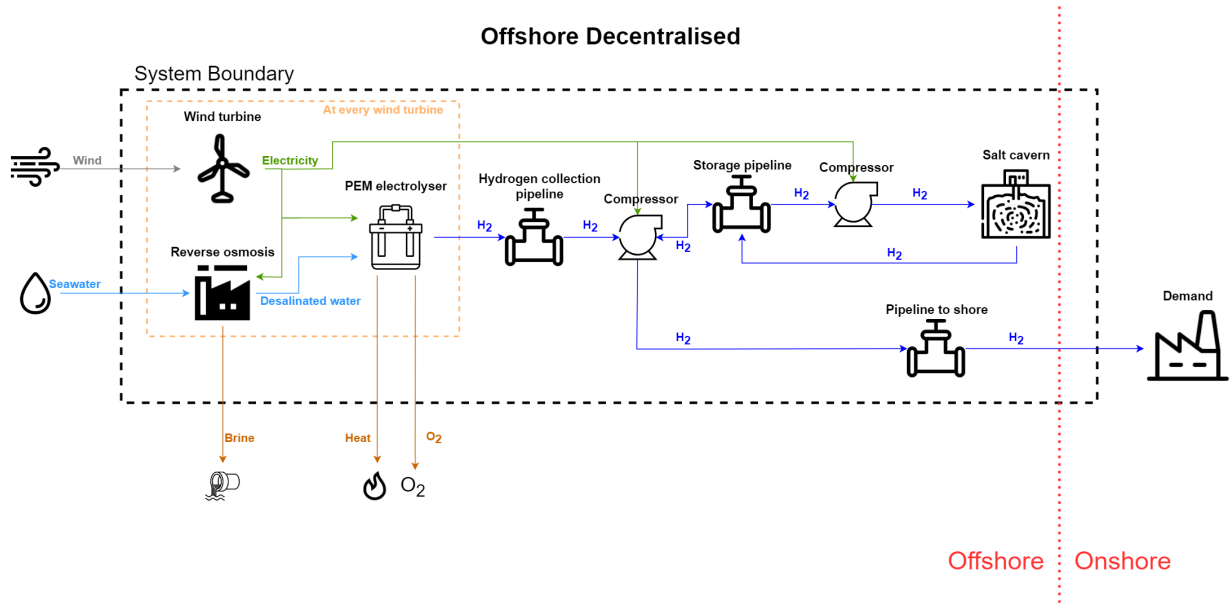 Offshore Decentralised
System Boundary
At every wind turbine
Wind turbine
Wind
Electricity
PEM electrolyser
Hydrogen collection
pipeline
Compressor
Storage pipeline
Compressor
Salt cavern
H2
H2
H2
H2
H2
H2
Reverse osmosis
Seawater
Desalinated water
Pipeline to shore
Demand
H2
H2
Brine
Heat
O2
O2
Offshore
Onshore